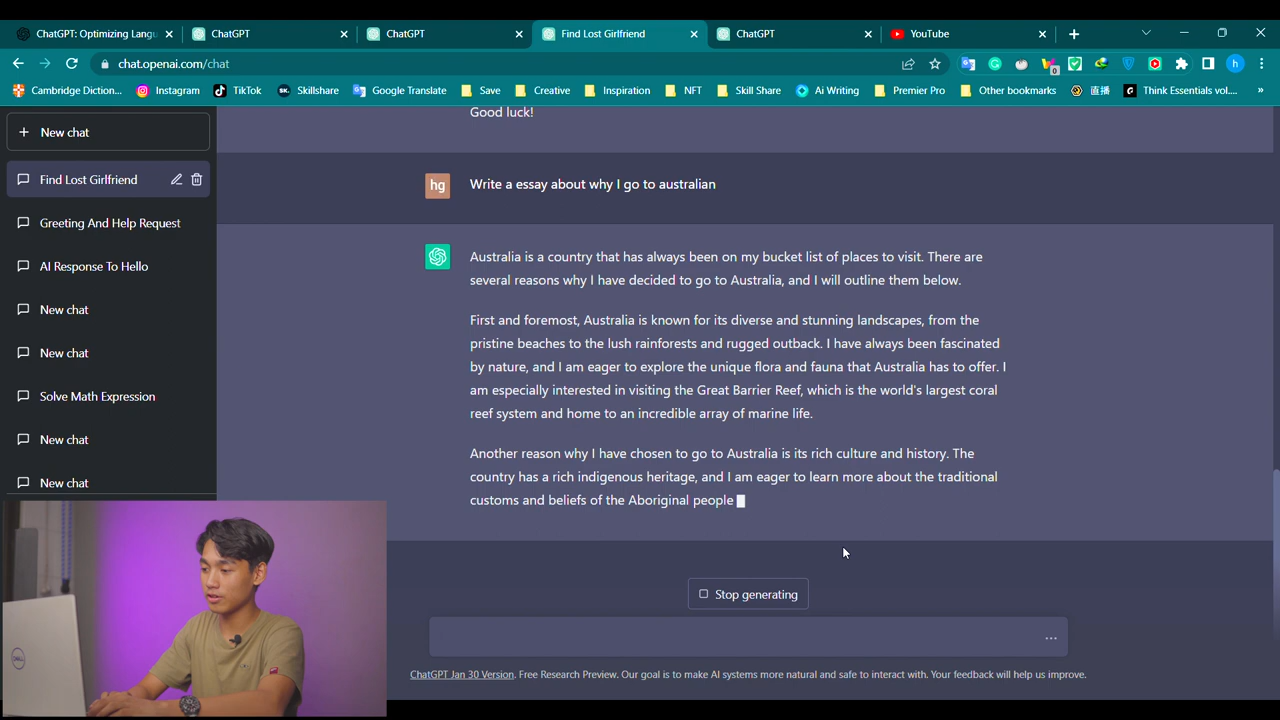 ChatGPT: Optimizing Langu
ChatGPT
ChatGPT
Find Lost Girlfriend
ChatGPT
YouTube
chat.openai.com/chat
0
h
Cambridge Diction...
Instagram
TikTok
SK.
Skillshare
Google Translate
Save
Creative
Inspiration
NFT
Skill Share
Ai Writing
Premier Pro
Other bookmarks
直播
Think Essentials vol....
»
+ New chat
Find Lost Girlfriend
Greeting And Help Request
AI Response To Hello
New chat
New chat
Solve Math Expression
New chat
New chat
Good luck!
hg
Write a essay about why I go to australian
Australia is a country that has always been on my bucket list of places to visit. There are
several reasons why I have decided to go to Australia, and I will outline them below.
First and foremost, Australia is known for its diverse and stunning landscapes, from the
pristine beaches to the lush rainforests and rugged outback. I have always been fascinated
by nature, and I am eager to explore the unique flora and fauna that Australia has to offer. I
am especially interested in visiting the Great Barrier Reef, which is the world's largest coral
reef system and home to an incredible array of marine life.
Another reason why I have chosen to go to Australia is its rich culture and history. The
country has a rich indigenous heritage, and I am eager to learn more about the traditional
customs and beliefs of the Aboriginal people
Stop generating
...
ChatGPT Jan 30 Version. Free Research Preview. Our goal is to make AI systems more natural and safe to interact with. Your feedback will help us improve.
DELL